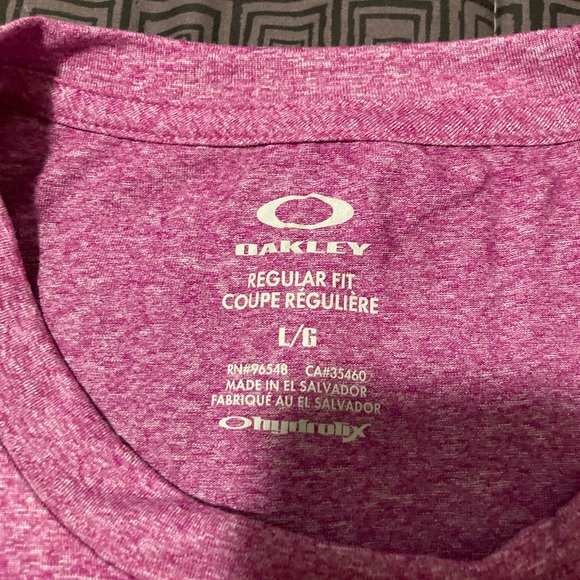 OAKLEY
REGULAR FIT
COUPE RÉGULIÈRE
L/G
RN#96548 CA#35460
MADE IN EL SALVADOR
FABRIQUÉ AU EL SALVADOR
hydrolix